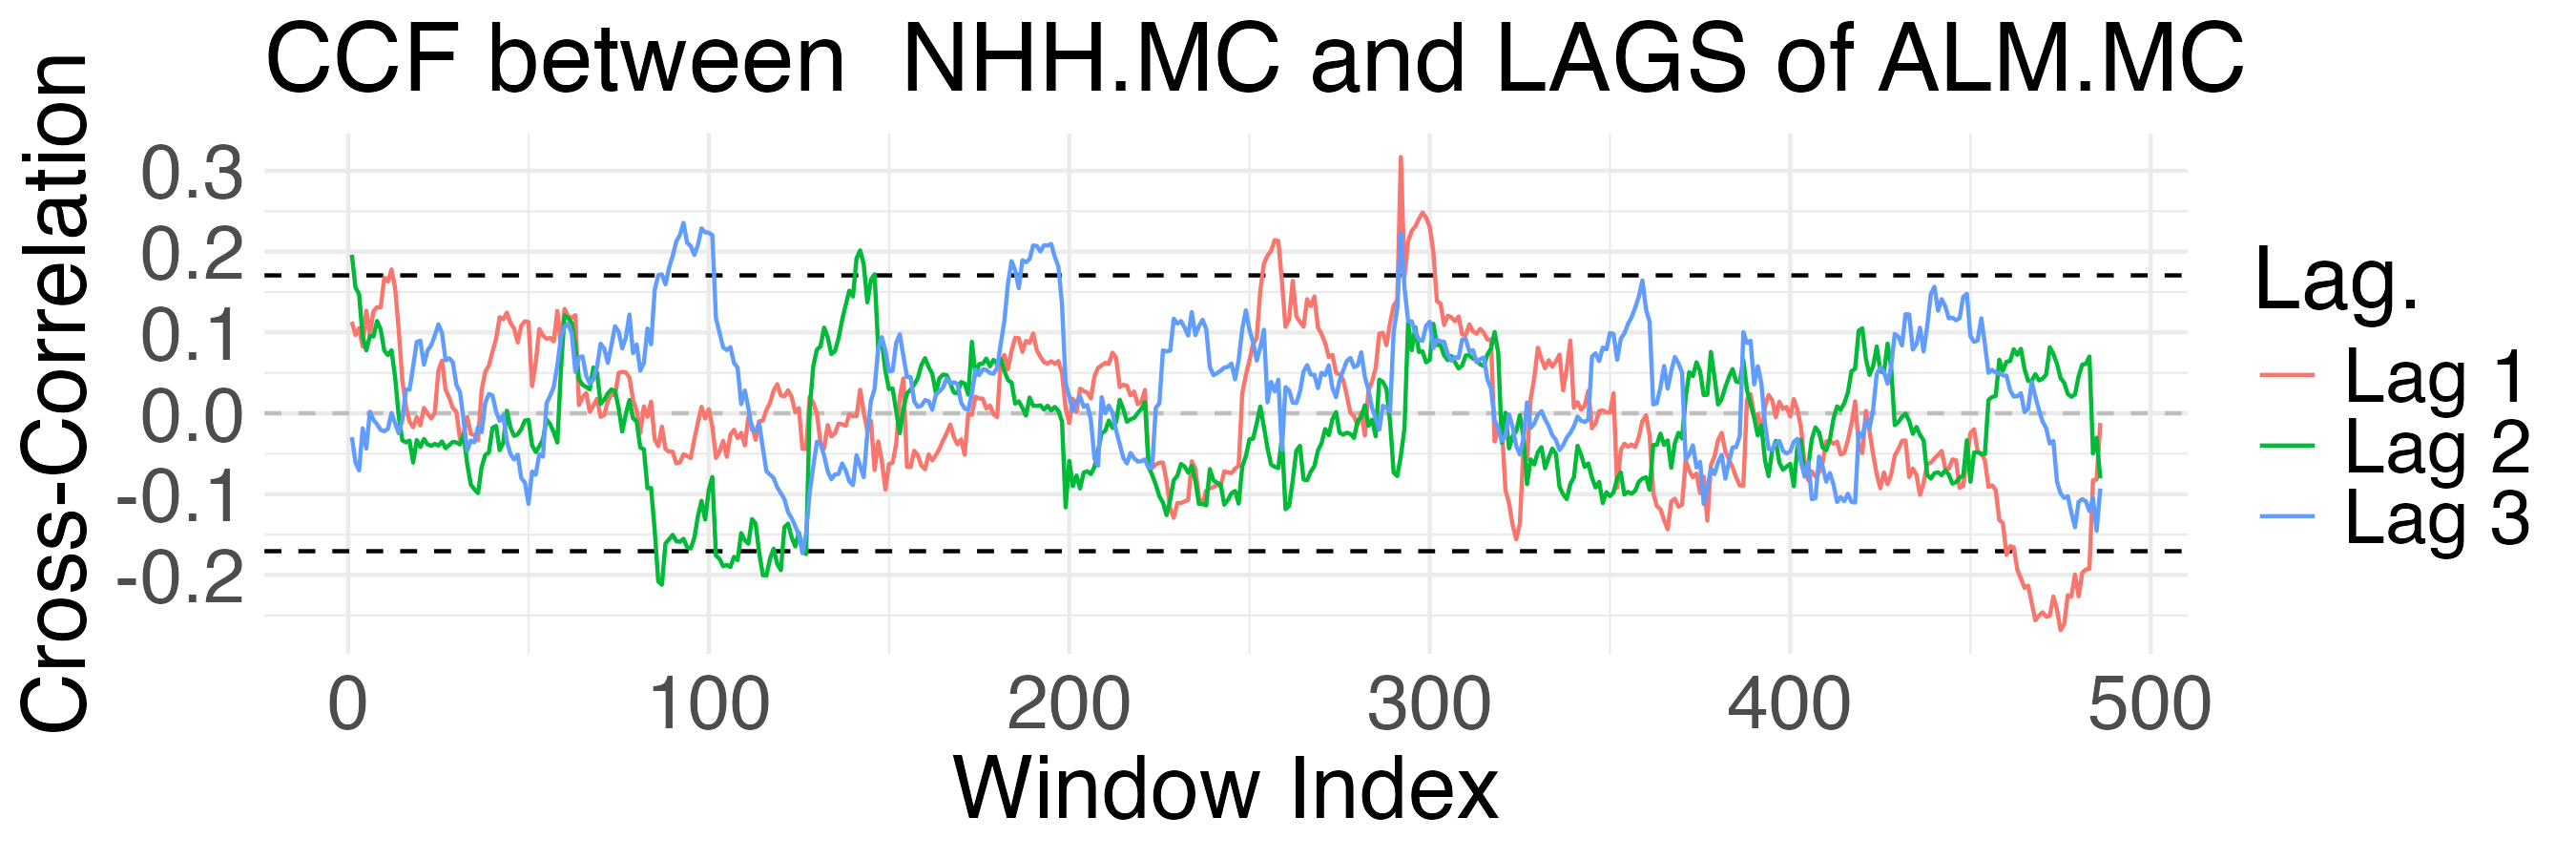 CCF between  NHH.MC and LAGS of ALM.MC
Cross-Correlation
0.3
0.2
0.1
0.0
-0.1
-0.2
0 100 200 300 400 500
Window Index
Lag.
Lag 1
Lag 2
Lag 3